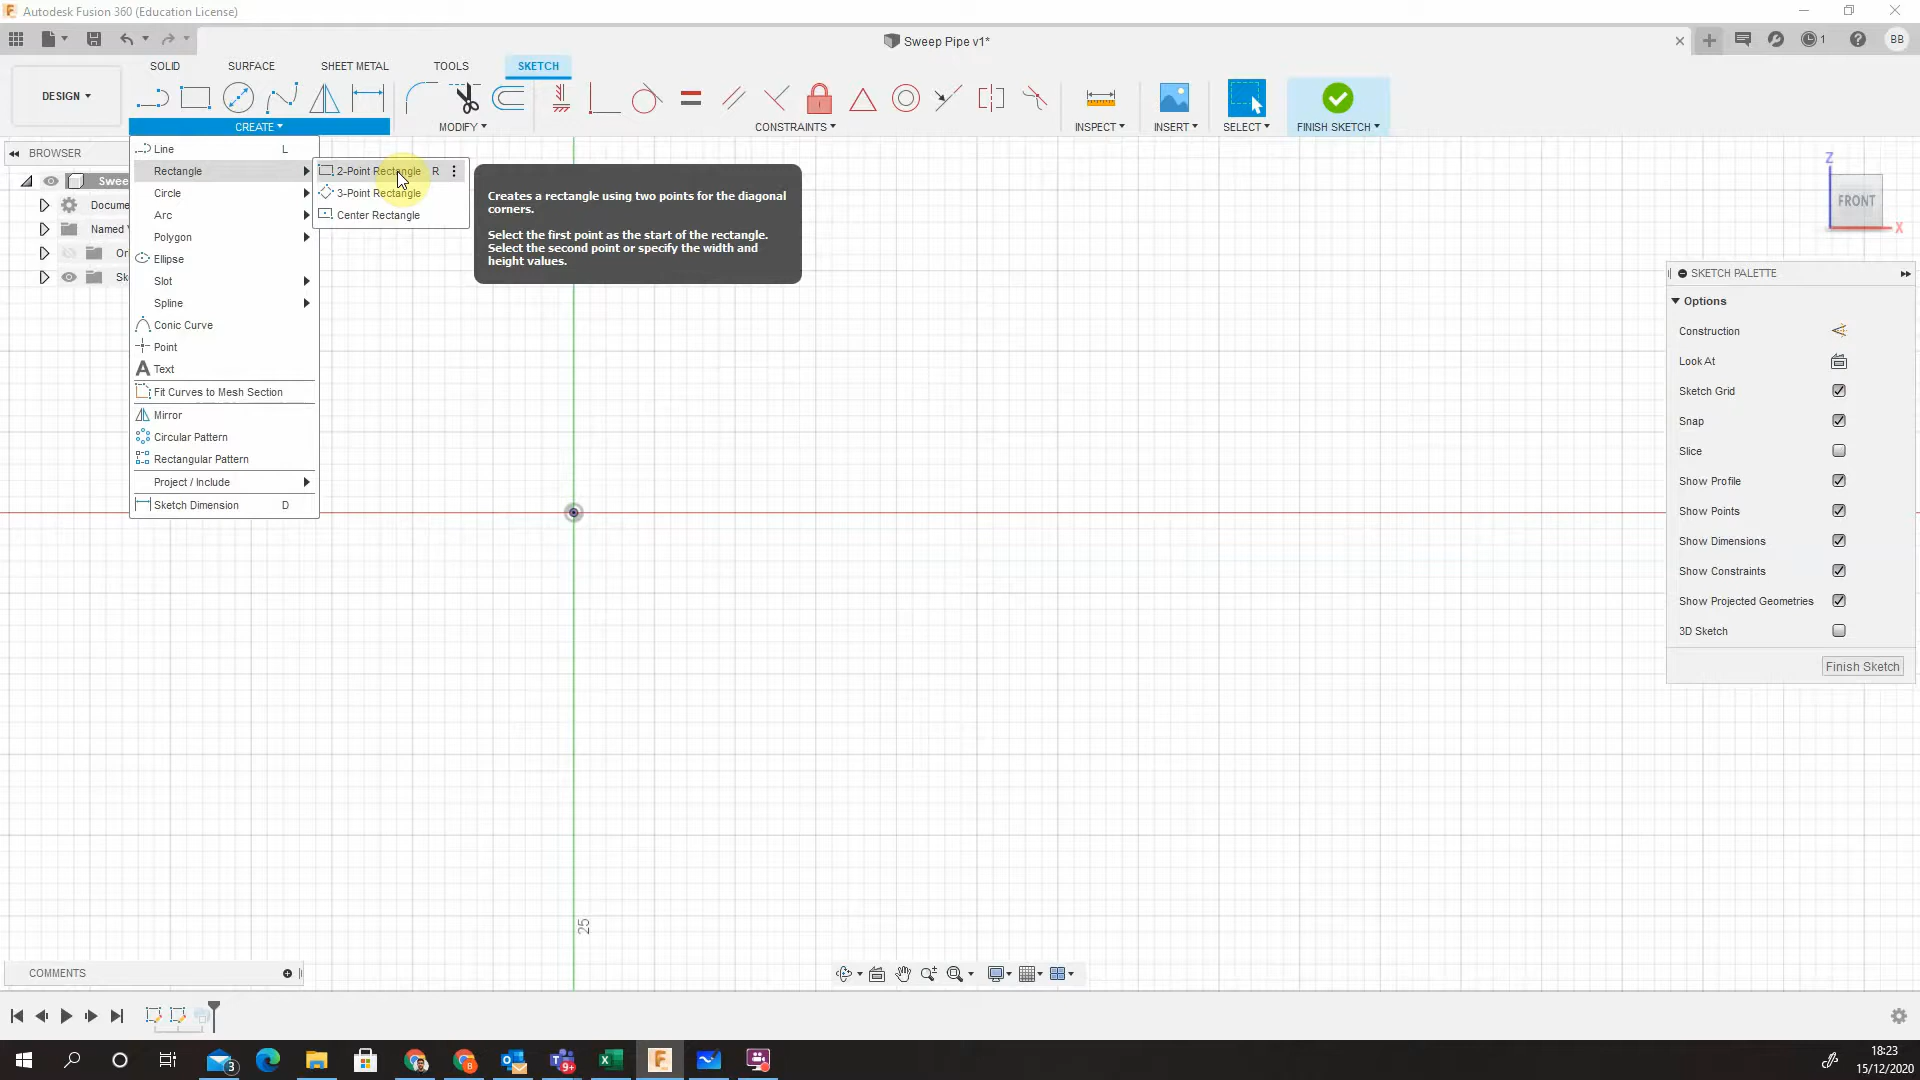 Autodesk Fusion 360 (Education License)
Sweep Pipe v1*
1
BB
DESIGN
SOLID
SURFACE
SHEET METAL
TOOLS
SKETCH
CREATE
MODIFY
CONSTRAINTS
INSPECT
INSERT
SELECT
FINISH SKETCH
BROWSER
Swee
Docume
Named
Or
Sk
Line L
Rectangle
Circle
Arc
Polygon
Ellipse
Slot
Spline
Conic Curve
Point
Text
Fit Curves to Mesh Section
Mirror
Circular Pattern
Rectangular Pattern
Project / Include
Sketch Dimension D
2-Point Rectangle R
3-Point Rectangle
Center Rectangle
Creates a rectangle using two points for the diagonal
corners.
Select the first point as the start of the rectangle.
Select the second point or specify the width and
height values.
Z
FRONT
X
SKETCH PALETTE
Options
Construction
Look At
Sketch Grid
Snap
Slice
Show Profile
Show Points
Show Dimensions
Show Constraints
Show Projected Geometries
3D Sketch
Finish Sketch
25
COMMENTS
3
9+
18:23
15/12/2020